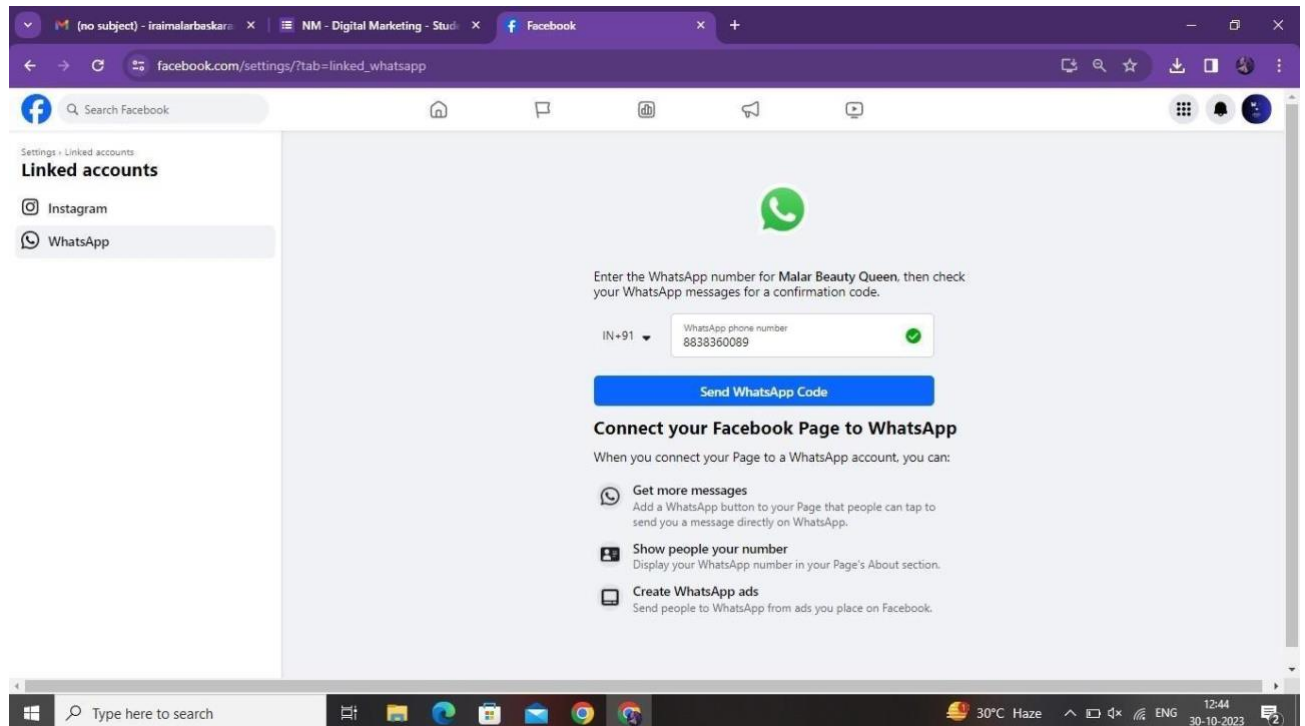 (no subject) - iraimalarbaskara
NM - Digital Marketing - Stud
Facebook
facebook.com/settings/?tab=linked_whatsapp
Search Facebook
Settings › Linked accounts
Linked accounts
Instagram
WhatsApp
Enter the WhatsApp number for Malar Beauty Queen, then check
your WhatsApp messages for a confirmation code.
IN+91
WhatsApp phone number
8838360089
Send WhatsApp Code
Connect your Facebook Page to WhatsApp
When you connect your Page to a WhatsApp account, you can:
Get more messages
Add a WhatsApp button to your Page that people can tap to
send you a message directly on WhatsApp.
Show people your number
Display your WhatsApp number in your Page's About section.
Create WhatsApp ads
Send people to WhatsApp from ads you place on Facebook.
Type here to search
30°C Haze
ENG
12:44
30-10-2023
2